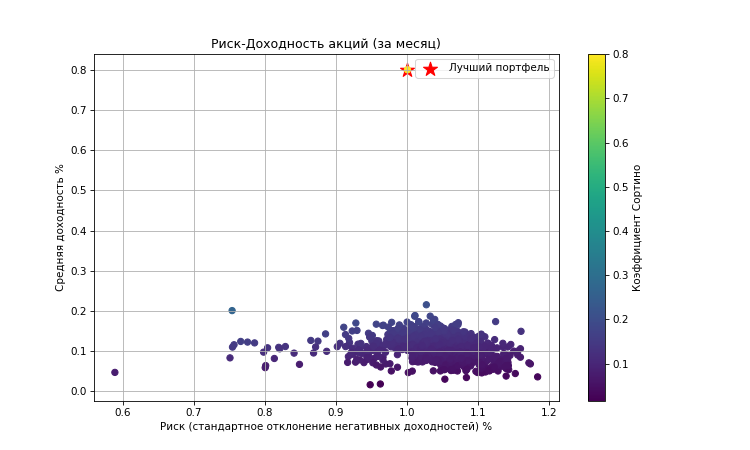 Риск-Доходность акций (за месяц)
Лучший портфель
Средняя доходность %
0.8
0.7
0.6
0.5
0.4
0.3
0.2
0.1
0.0
0.6 0.7 0.8 0.9 1.0 1.1 1.2
Риск (стандартное отклонение негативных доходностей) %
0.8
0.7
0.6
0.5
0.4
0.3
0.2
0.1
Коэффициент Сортино